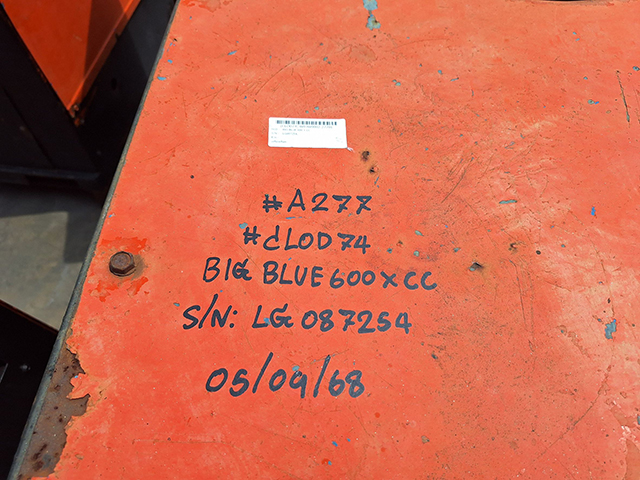 #A277
#CLOD74
BIG BLUE 600XCC
S/N: LG087254
05/09/68